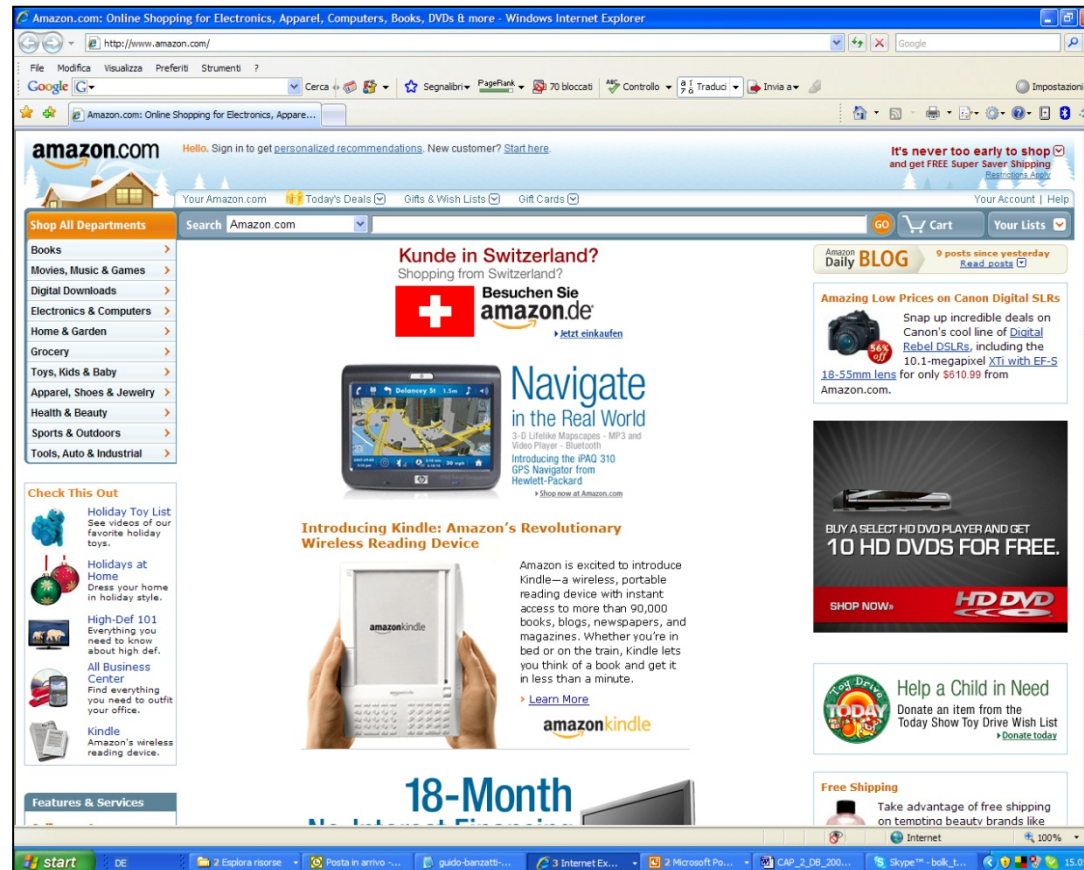 Amazon.com: Online Shopping for Electronics, Apparel, Computers, Books, DVDs & more - Windows Internet Explorer
http://www.amazon.com/
Google
File Modifica Visualizza Preferiti Strumenti ?
Google G Cerca Segnalibri PageRank 70 bloccati Controllo Traduci Invia a Impostazioni
Amazon.com: Online Shopping for Electronics, Appare...
amazon.com
Hello. Sign in to get personalized recommendations. New customer? Start here.
It's never too early to shop
and get FREE Super Saver Shipping
Restrictions Apply
Your Amazon.com Today's Deals Gifts & Wish Lists Gift Cards Your Account | Help
Shop All Departments Search Amazon.com GO Cart Your Lists
Books
Movies, Music & Games
Digital Downloads
Electronics & Computers
Home & Garden
Grocery
Toys, Kids & Baby
Apparel, Shoes & Jewelry
Health & Beauty
Sports & Outdoors
Tools, Auto & Industrial
Check This Out
Holiday Toy List
See videos of our
favorite holiday
toys.
Holidays at
Home
Dress your home
in holiday style.
High-Def 101
Everything you
need to know
about high def.
All Business
Center
Find everything
you need to outfit
your office.
Kindle
Amazon's wireless
reading device.
Features & Services
Kunde in Switzerland?
Shopping from Switzerland?
Besuchen Sie
amazon.de
Jetzt einkaufen
Delancey St 1.5m
hp
Navigate
in the Real World
3-D Lifelike Mapscapes - MP3 and
Video Player - Bluetooth
Introducing the iPAQ 310
GPS Navigator from
Hewlett-Packard
Shop now at Amazon.com
Introducing Kindle: Amazon's Revolutionary
Wireless Reading Device
amazonkindle
Amazon is excited to introduce
Kindle—a wireless, portable
reading device with instant
access to more than 90,000
books, blogs, newspapers, and
magazines. Whether you're in
bed or on the train, Kindle lets
you think of a book and get it
in less than a minute.
Learn More
amazonkindle
18-Month
No Interest Financing
Amazon Daily BLOG
9 posts since yesterday
Read posts
Amazing Low Prices on Canon Digital SLRs
56% off
Snap up incredible deals on
Canon's cool line of Digital
Rebel DSLRs, including the
10.1-megapixel XTi with EF-S
18-55mm lens for only $610.99 from
Amazon.com.
BUY A SELECT HD DVD PLAYER AND GET
10 HD DVDS FOR FREE.
SHOP NOW»
HD DVD
Toy Drive
TODAY
Help a Child in Need
Donate an item from the
Today Show Toy Drive Wish List
Donate today
Free Shipping
Take advantage of free shipping
on tempting beauty brands like
Internet 100%
start DE 2 Esplora risorse Posta in arrivo -... guido-banzatti-... 3 Internet Ex... 2 Microsoft Po... CAP_2_DB_200... Skype™ - bolk_t... 15.0